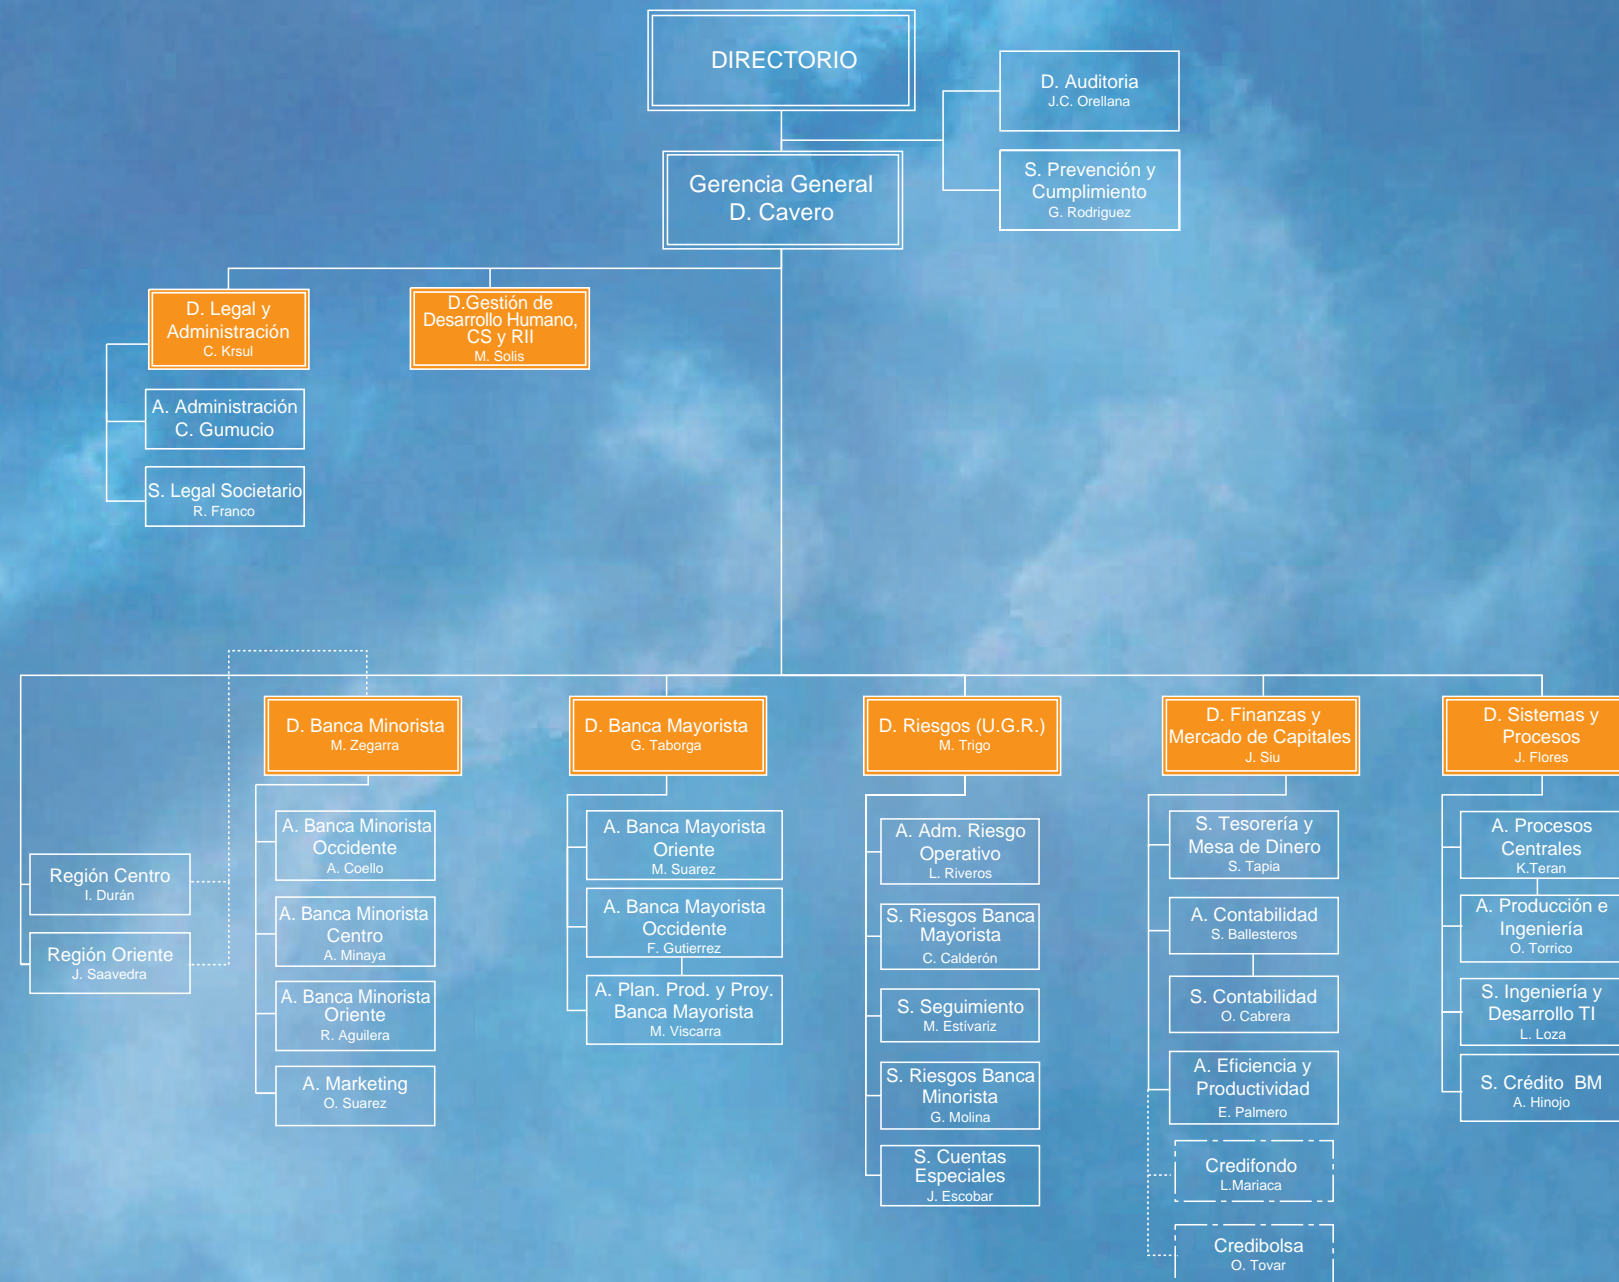 DIRECTORIO
D. Auditoria
J.C. Orellana
S. Prevención y
Cumplimiento
G. Rodriguez
Gerencia General
D. Cavero
D. Legal y
Administración
C. Krsul
D.Gestión de
Desarrollo Humano,
CS y RII
M. Solis
A. Administración
C. Gumucio
S. Legal Societario
R. Franco
Región Centro
I. Durán
Región Oriente
J. Saavedra
D. Banca Minorista
M. Zegarra
A. Banca Minorista
Occidente
A. Coello
A. Banca Minorista
Centro
A. Minaya
A. Banca Minorista
Oriente
R. Aguilera
A. Marketing
O. Suarez
D. Banca Mayorista
G. Taborga
A. Banca Mayorista
Oriente
M. Suarez
A. Banca Mayorista
Occidente
F. Gutierrez
A. Plan. Prod. y Proy.
Banca Mayorista
M. Viscarra
D. Riesgos (U.G.R.)
M. Trigo
A. Adm. Riesgo
Operativo
L. Riveros
S. Riesgos Banca
Mayorista
C. Calderón
S. Seguimiento
M. Estívariz
S. Riesgos Banca
Minorista
G. Molina
S. Cuentas
Especiales
J. Escobar
D. Finanzas y
Mercado de Capitales
J. Siu
S. Tesorería y
Mesa de Dinero
S. Tapia
A. Contabilidad
S. Ballesteros
S. Contabilidad
O. Cabrera
A. Eficiencia y
Productividad
E. Palmero
Credifondo
L.Mariaca
Credibolsa
O. Tovar
D. Sistemas y
Procesos
J. Flores
A. Procesos
Centrales
K.Teran
A. Producción e
Ingeniería
O. Torrico
S. Ingeniería y
Desarrollo TI
L. Loza
S. Crédito BM
A. Hinojo